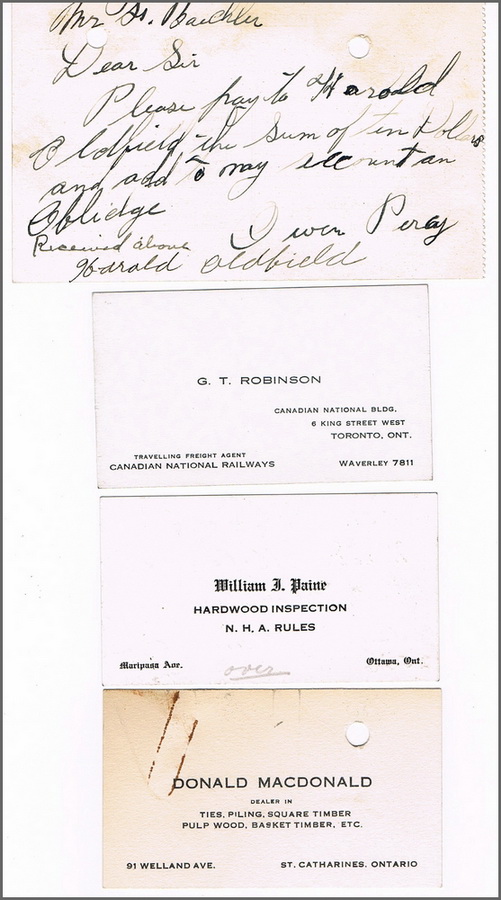 Mr. G. Baechler
Dear Sir
Please pay to Harold
Oldfield the Sum of ten Dolers
and add to my account an
Oblidge
Owen Percy
Received above
Harold Oldfield
G. T. ROBINSON
CANADIAN NATIONAL BLDG.
6 KING STREET WEST
TORONTO, ONT.
TRAVELLING FREIGHT AGENT
CANADIAN NATIONAL RAILWAYS
WAVERLEY 7811
William J. Paine
HARDWOOD INSPECTION
N. H. A. RULES
Mariposa Ave.
over
Ottawa, Ont.
DONALD MACDONALD
DEALER IN
TIES, PILING, SQUARE TIMBER
PULP WOOD, BASKET TIMBER, ETC.
91 WELLAND AVE.
ST. CATHARINES, ONTARIO